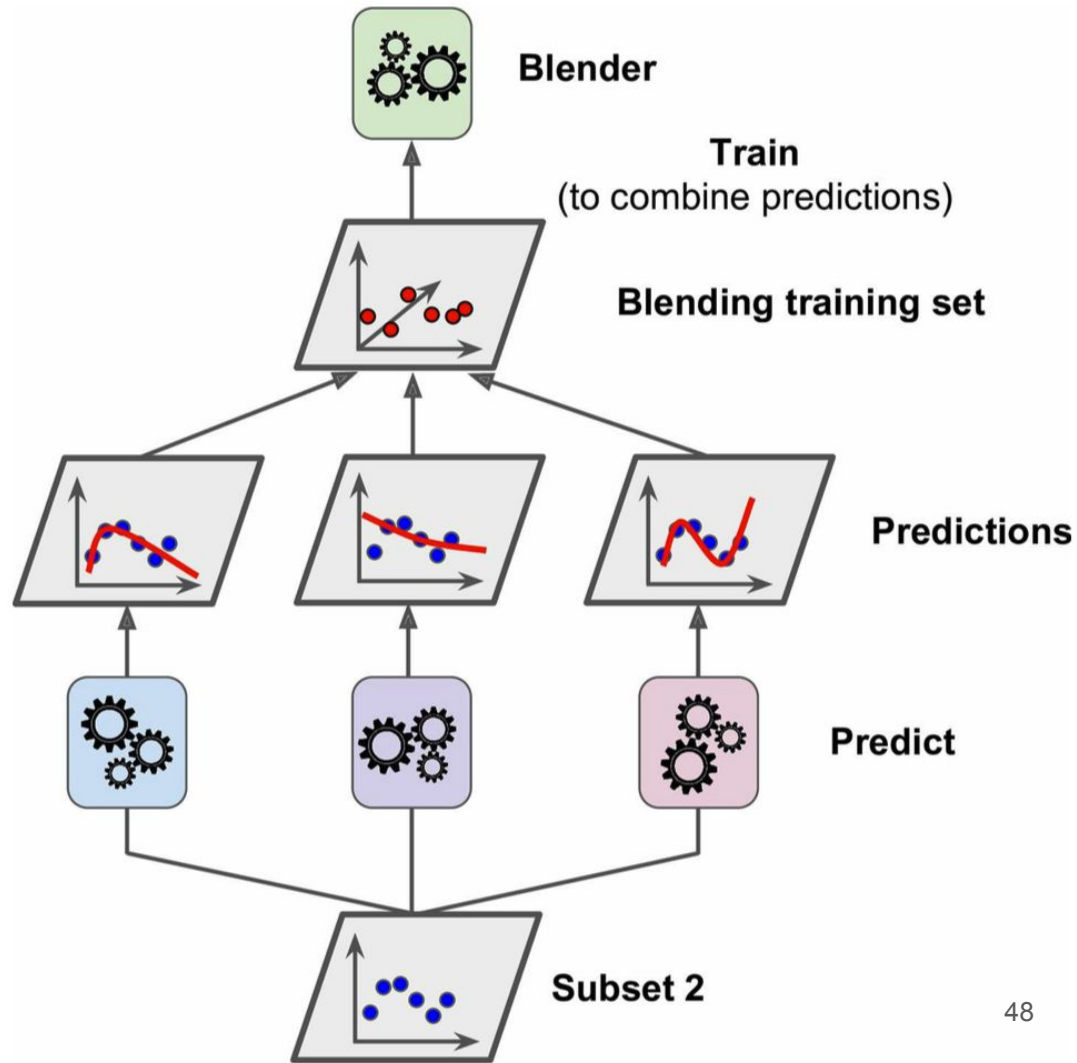 Blender
Train
(to combine predictions)
Blending training set
Predictions
Predict
Subset 2
48